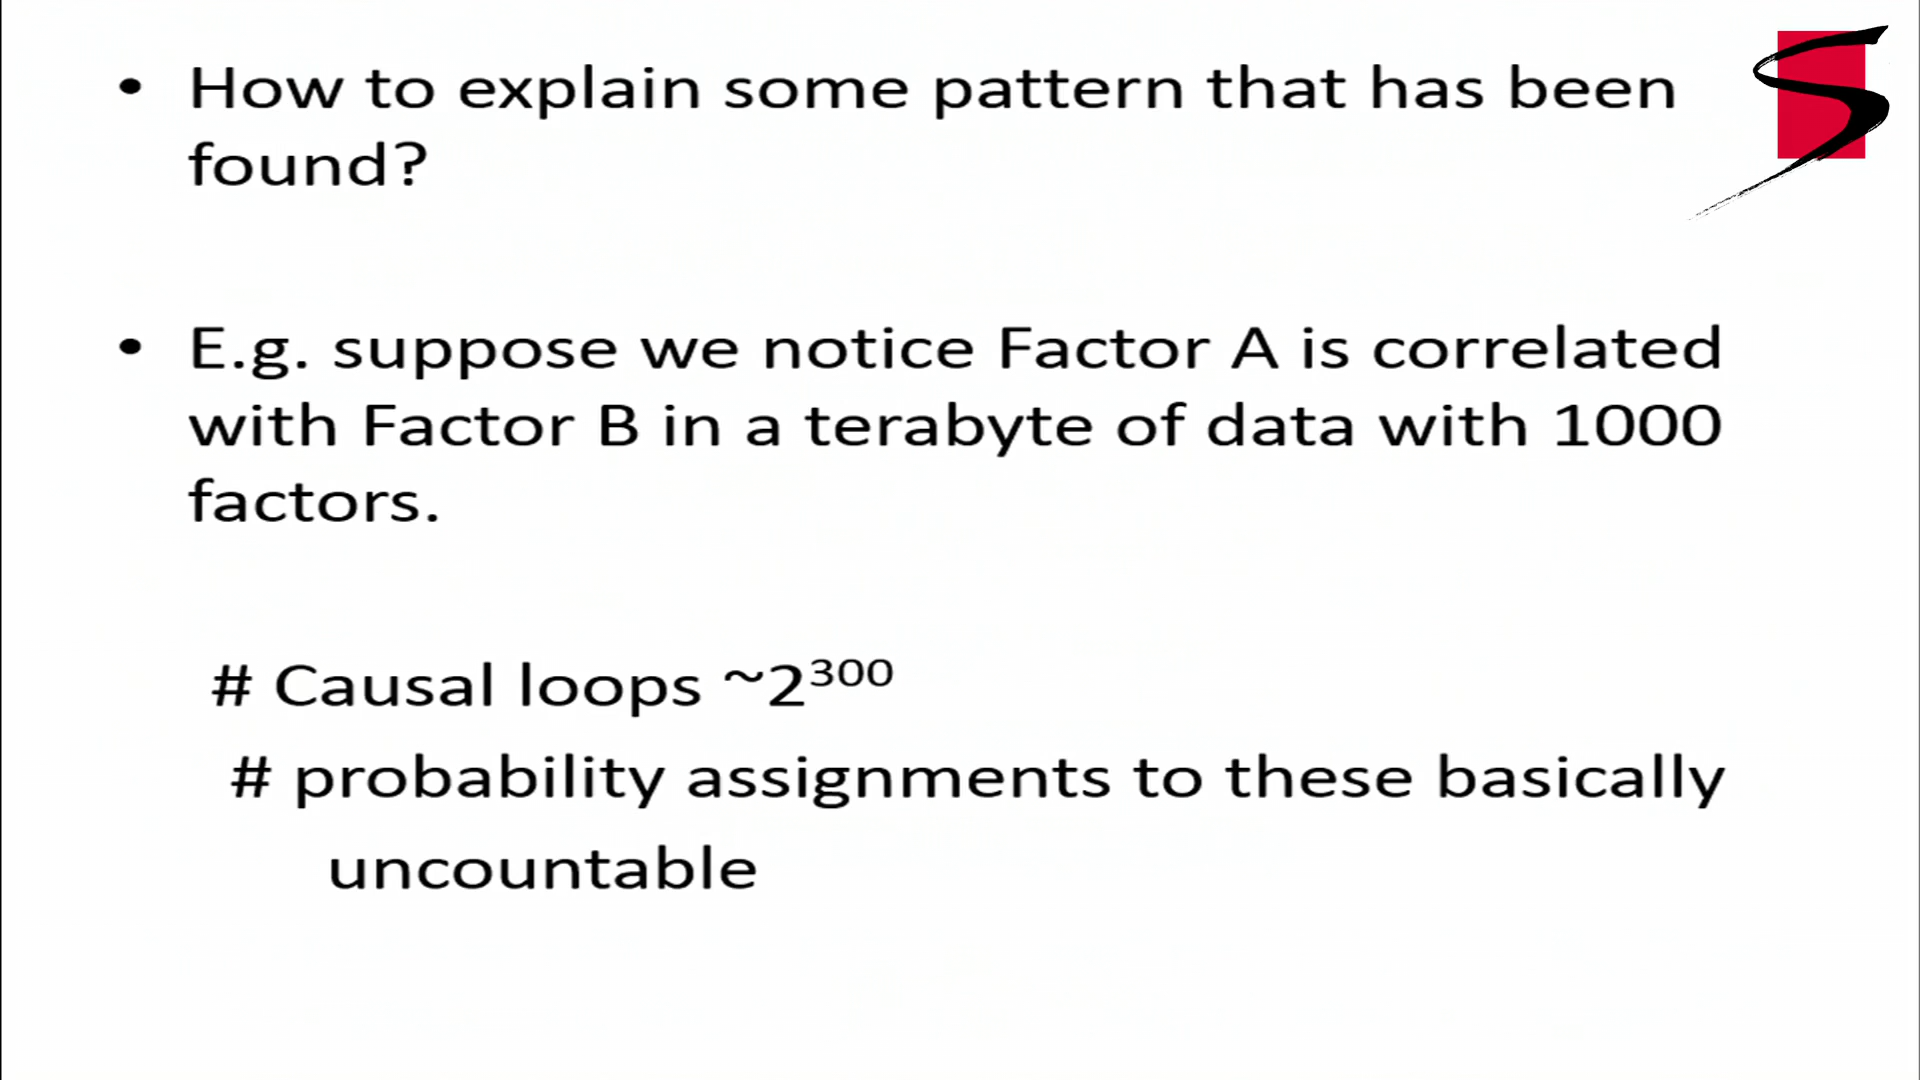 • How to explain some pattern that has been
found?
• E.g. suppose we notice Factor A is correlated
with Factor B in a terabyte of data with 1000
factors.
# Causal loops ~2³⁰⁰
# probability assignments to these basically
uncountable